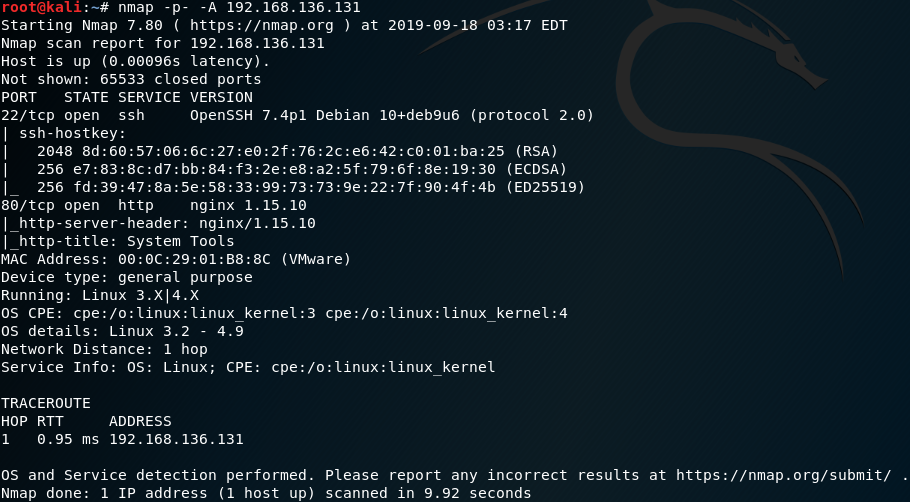 root@kali:~# nmap -p- -A 192.168.136.131
Starting Nmap 7.80 ( https://nmap.org ) at 2019-09-18 03:17 EDT
Nmap scan report for 192.168.136.131
Host is up (0.00096s latency).
Not shown: 65533 closed ports
PORT   STATE SERVICE VERSION
22/tcp open  ssh     OpenSSH 7.4p1 Debian 10+deb9u6 (protocol 2.0)
| ssh-hostkey:
|   2048 8d:60:57:06:6c:27:e0:2f:76:2c:e6:42:c0:01:ba:25 (RSA)
|   256 e7:83:8c:d7:bb:84:f3:2e:e8:a2:5f:79:6f:8e:19:30 (ECDSA)
|_  256 fd:39:47:8a:5e:58:33:99:73:73:9e:22:7f:90:4f:4b (ED25519)
80/tcp open  http    nginx 1.15.10
|_http-server-header: nginx/1.15.10
|_http-title: System Tools
MAC Address: 00:0C:29:01:B8:8C (VMware)
Device type: general purpose
Running: Linux 3.X|4.X
OS CPE: cpe:/o:linux:linux_kernel:3 cpe:/o:linux:linux_kernel:4
OS details: Linux 3.2 - 4.9
Network Distance: 1 hop
Service Info: OS: Linux; CPE: cpe:/o:linux:linux_kernel
TRACEROUTE
HOP RTT     ADDRESS
1   0.95 ms 192.168.136.131
OS and Service detection performed. Please report any incorrect results at https://nmap.org/submit/ .
Nmap done: 1 IP address (1 host up) scanned in 9.92 seconds